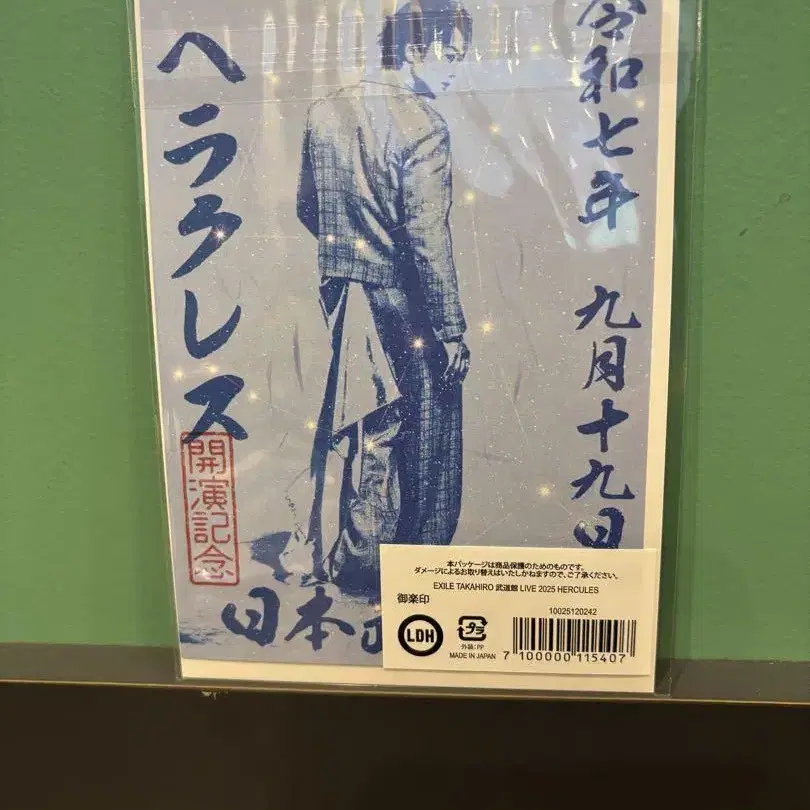 令和七年 九月十九日
ヘラクレス
開演記念
日本
本パッケージは商品保護のためのものです。
ダメージによるお取り替えはいたしかねますので、ご了承ください。
EXILE TAKAHIRO 武道館 LIVE 2025 HERCULES
御楽印
10025120242
LDH
プラ
外装:PP
MADE IN JAPAN
7 100000 115407